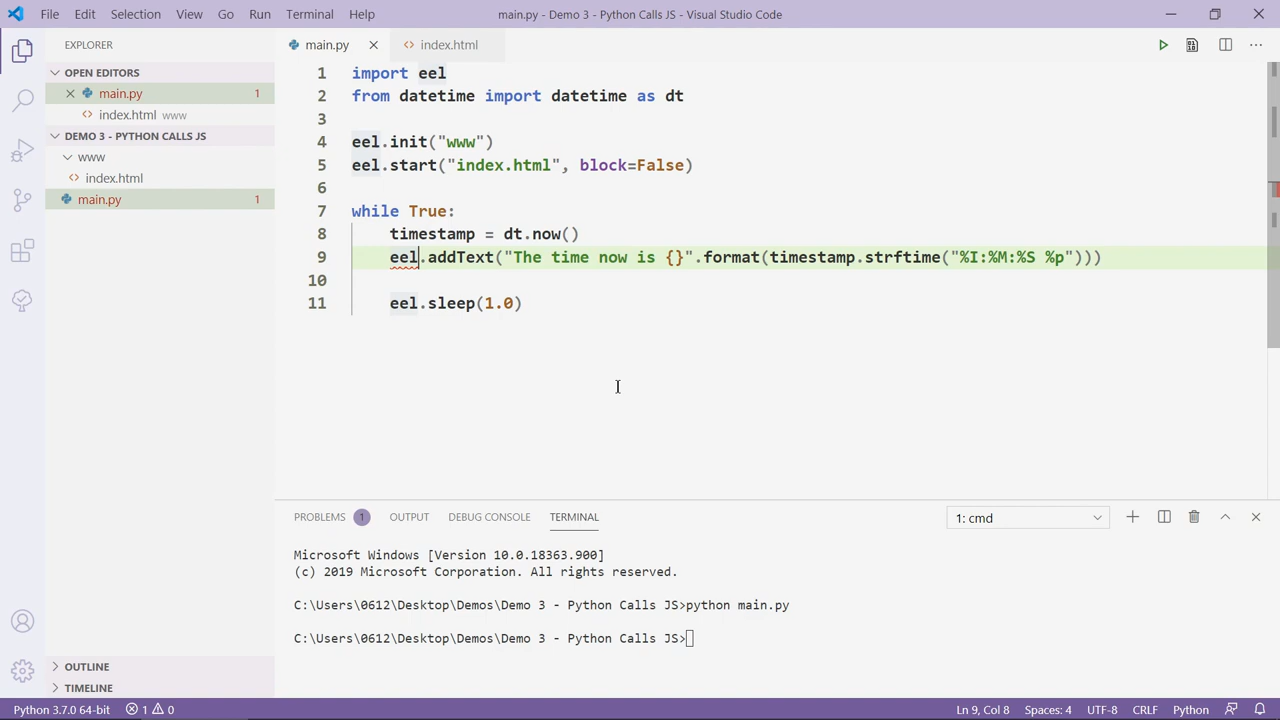 File Edit Selection View Go Run Terminal Help main.py - Demo 3 - Python Calls JS - Visual Studio Code
EXPLORER
OPEN EDITORS
main.py 1
index.html www
DEMO 3 - PYTHON CALLS JS
www
index.html
main.py 1
OUTLINE
TIMELINE
main.py index.html
1 import eel
2 from datetime import datetime as dt
3
4 eel.init("www")
5 eel.start("index.html", block=False)
6
7 while True:
8 timestamp = dt.now()
9 eel.addText("The time now is {}".format(timestamp.strftime("%I:%M:%S %p")))
10
11 eel.sleep(1.0)
PROBLEMS 1 OUTPUT DEBUG CONSOLE TERMINAL 1: cmd
Microsoft Windows [Version 10.0.18363.900]
(c) 2019 Microsoft Corporation. All rights reserved.
C:\Users\0612\Desktop\Demos\Demo 3 - Python Calls JS>python main.py
C:\Users\0612\Desktop\Demos\Demo 3 - Python Calls JS>
Python 3.7.0 64-bit 1 0 Ln 9, Col 8 Spaces: 4 UTF-8 CRLF Python